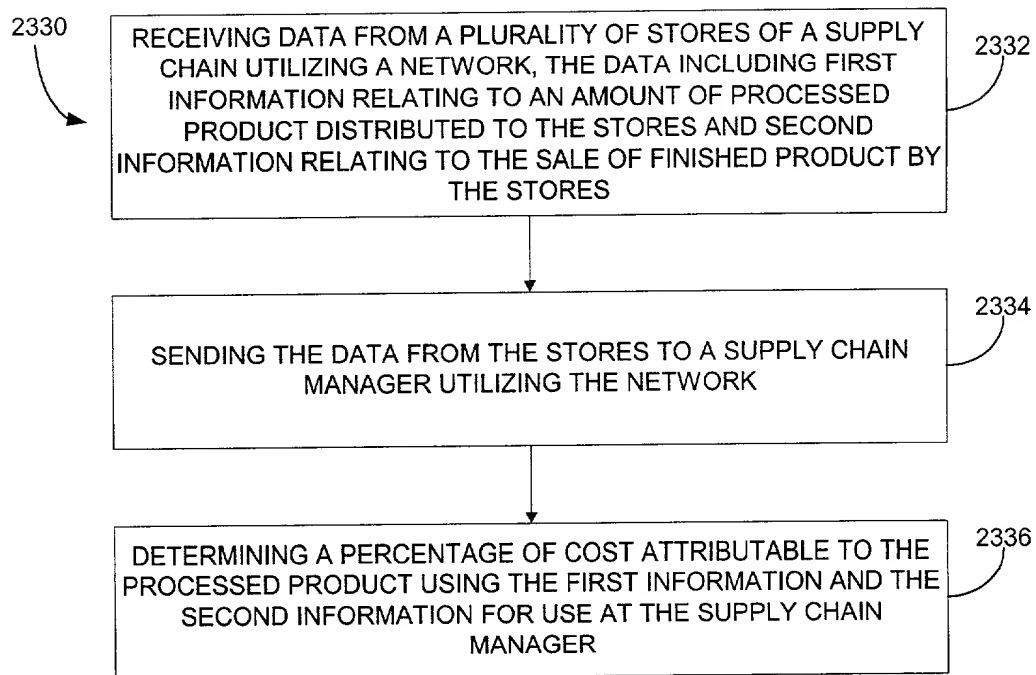 2330
RECEIVING DATA FROM A PLURALITY OF STORES OF A SUPPLY
CHAIN UTILIZING A NETWORK, THE DATA INCLUDING FIRST
INFORMATION RELATING TO AN AMOUNT OF PROCESSED
PRODUCT DISTRIBUTED TO THE STORES AND SECOND
INFORMATION RELATING TO THE SALE OF FINISHED PRODUCT BY
THE STORES
2332
SENDING THE DATA FROM THE STORES TO A SUPPLY CHAIN
MANAGER UTILIZING THE NETWORK
2334
DETERMINING A PERCENTAGE OF COST ATTRIBUTABLE TO THE
PROCESSED PRODUCT USING THE FIRST INFORMATION AND THE
SECOND INFORMATION FOR USE AT THE SUPPLY CHAIN
MANAGER
2336